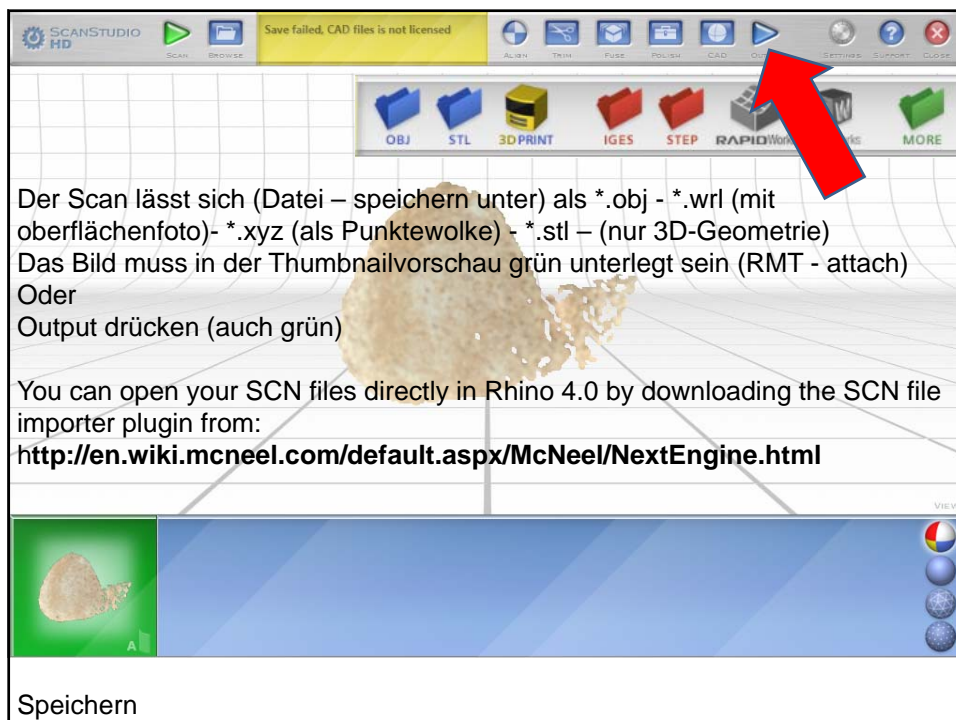 SCANSTUDIO HD
SCAN
BROWSE
Save failed, CAD files is not licensed
ALIGN
TRIM
FUSE
POLISH
CAD
SETTINGS
SUPPORT
CLOSE
OBJ
STL
3D PRINT
IGES
STEP
MORE
Der Scan lässt sich (Datei – speichern unter) als *.obj - *.wrl (mit
oberflächenfoto)- *.xyz (als Punktewolke) - *.stl – (nur 3D-Geometrie)
Das Bild muss in der Thumbnailvorschau grün unterlegt sein (RMT - attach)
Oder
Output drücken (auch grün)
You can open your SCN files directly in Rhino 4.0 by downloading the SCN file
importer plugin from:
http://en.wiki.mcneel.com/default.aspx/McNeel/NextEngine.html
VIEW
A
Speichern